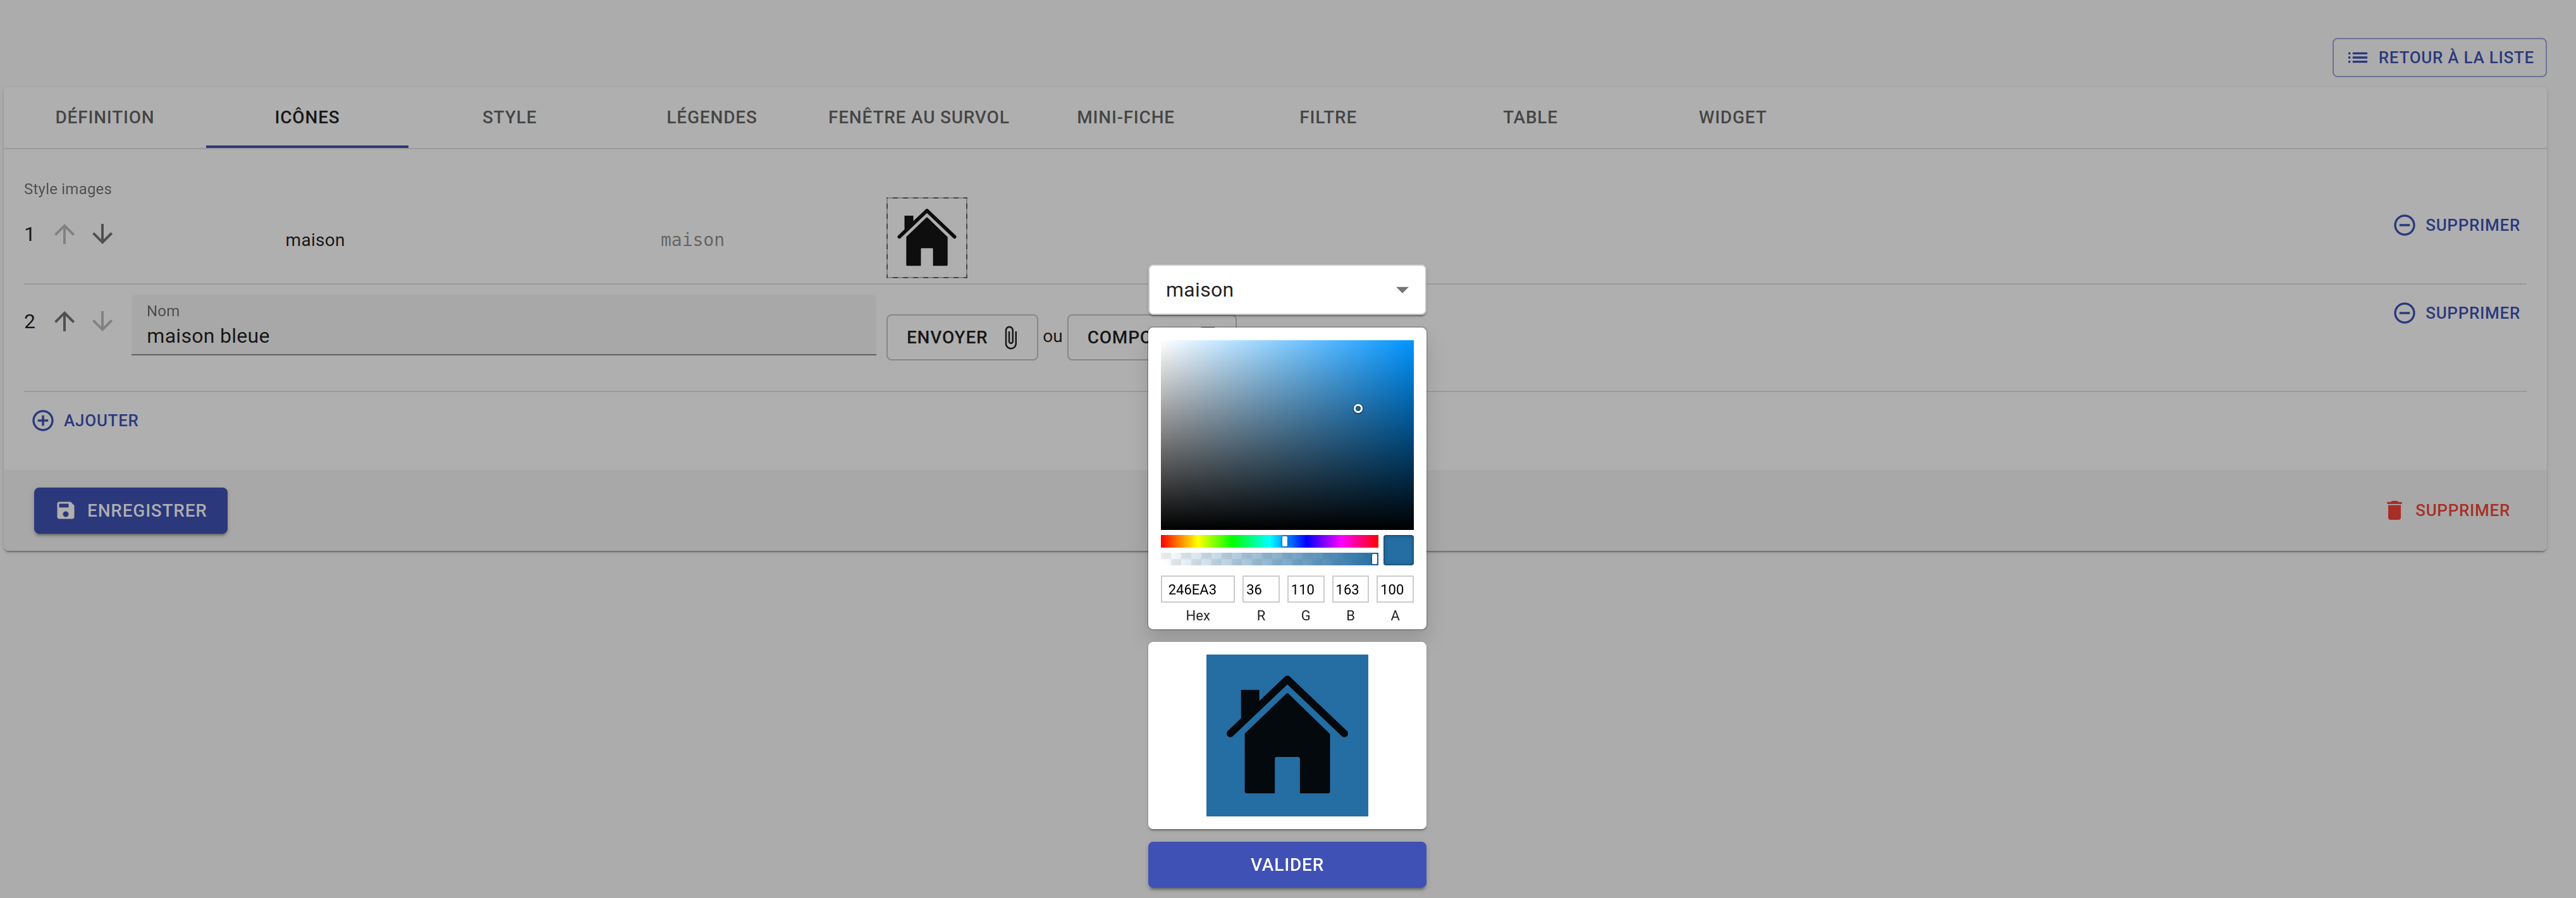 RETOUR À LA LISTE
DÉFINITION ICÔNES STYLE LÉGENDES FENÊTRE AU SURVOL MINI-FICHE FILTRE TABLE WIDGET
Style images
1 maison maison SUPPRIMER
maison
2 Nom
maison bleue
ENVOYER ou COMPO
SUPPRIMER
AJOUTER
ENREGISTRER
SUPPRIMER
246EA3 36 110 163 100
Hex R G B A
VALIDER